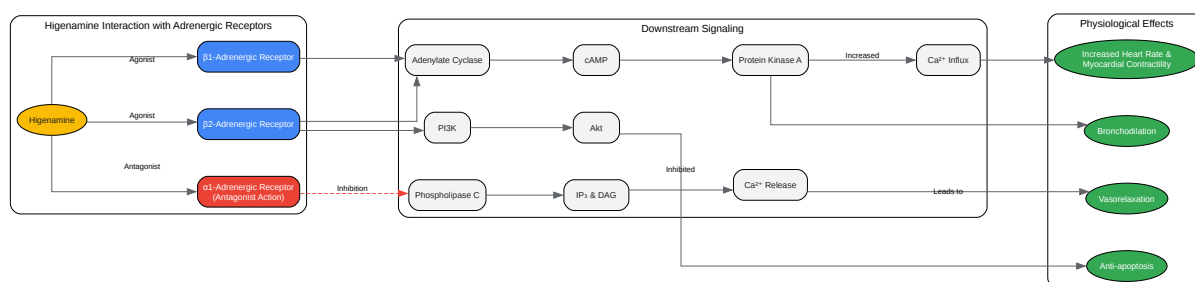 Higenamine Interaction with Adrenergic Receptors
Agonist
β1-Adrenergic Receptor
Higenamine
Agonist
β2-Adrenergic Receptor
Antagonist
α1-Adrenergic Receptor
(Antagonist Action)
Inhibition
Downstream Signaling
Adenylate Cyclase
cAMP
Protein Kinase A
Increased
Ca²⁺ Influx
PI3K
Akt
Inhibited
Phospholipase C
IP₃ & DAG
Ca²⁺ Release
Leads to
Physiological Effects
Increased Heart Rate &
Myocardial Contractility
Bronchodilation
Vasorelaxation
Anti-apoptosis